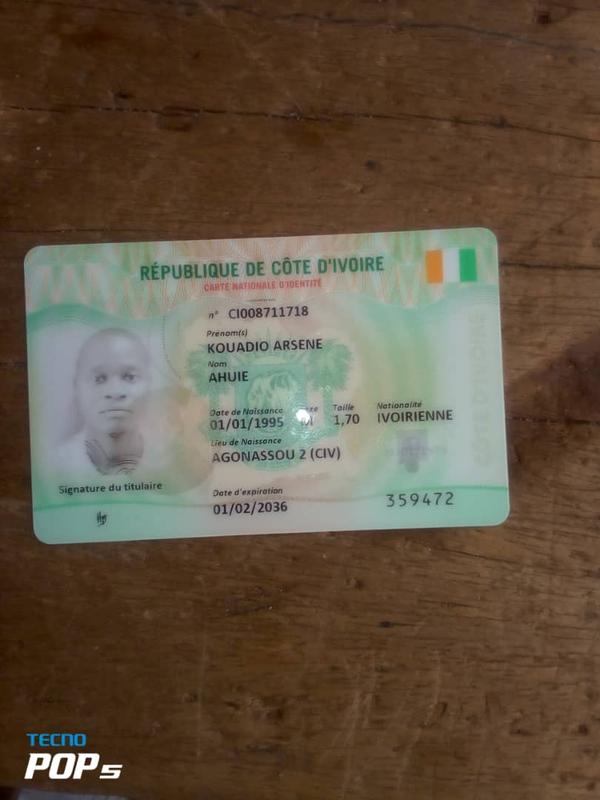 RÉPUBLIQUE DE CÔTE D'IVOIRE
CARTE NATIONALE D'IDENTITÉ
n° CI008711718
Prénom(s)
KOUADIO ARSENE
Nom
AHUIE
Date de Naissance Taille Nationalité
01/01/1995 M 1,70 IVOIRIENNE
Lieu de Naissance
AGONASSOU 2 (CIV)
Signature du titulaire
Date d'expiration
01/02/2036
359472
TECNO
POP 5